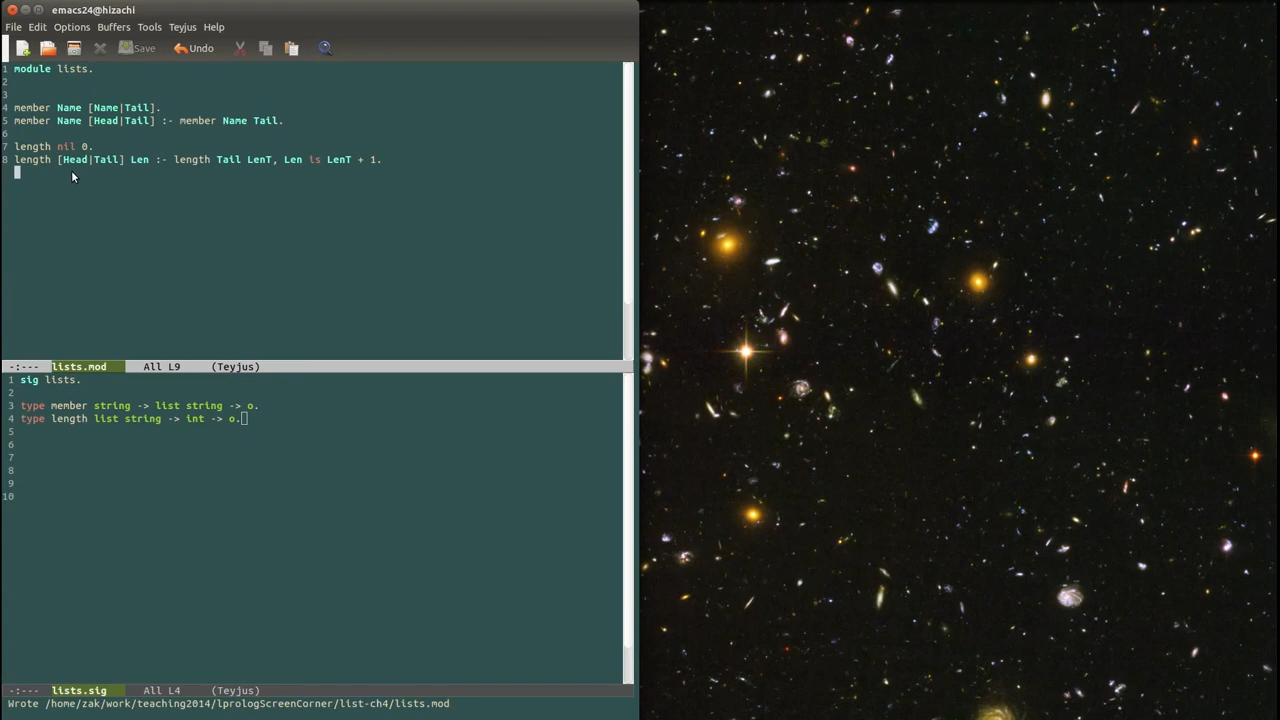 emacs24@hizachi
File Edit Options Buffers Tools Teyjus Help
Save Undo
1 module lists.
2
3
4 member Name [Name|Tail].
5 member Name [Head|Tail] :- member Name Tail.
6
7 length nil 0.
8 length [Head|Tail] Len :- length Tail LenT, Len is LenT + 1.
-:--- lists.mod All L9 (Teyjus)
1 sig lists.
2
3 type member string -> list string -> o.
4 type length list string -> int -> o.
5
6
7
8
9
10
-:--- lists.sig All L4 (Teyjus)
Wrote /home/zak/work/teaching2014/lprologScreenCorner/list-ch4/lists.mod